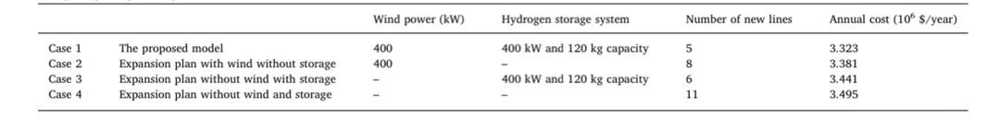 Wind power (kW) Hydrogen storage system Number of new lines Annual cost (10⁶ $/year)
Case 1 The proposed model 400 400 kW and 120 kg capacity 5 3.323
Case 2 Expansion plan with wind without storage 400 – 8 3.381
Case 3 Expansion plan without wind with storage – 400 kW and 120 kg capacity 6 3.441
Case 4 Expansion plan without wind and storage – – 11 3.495